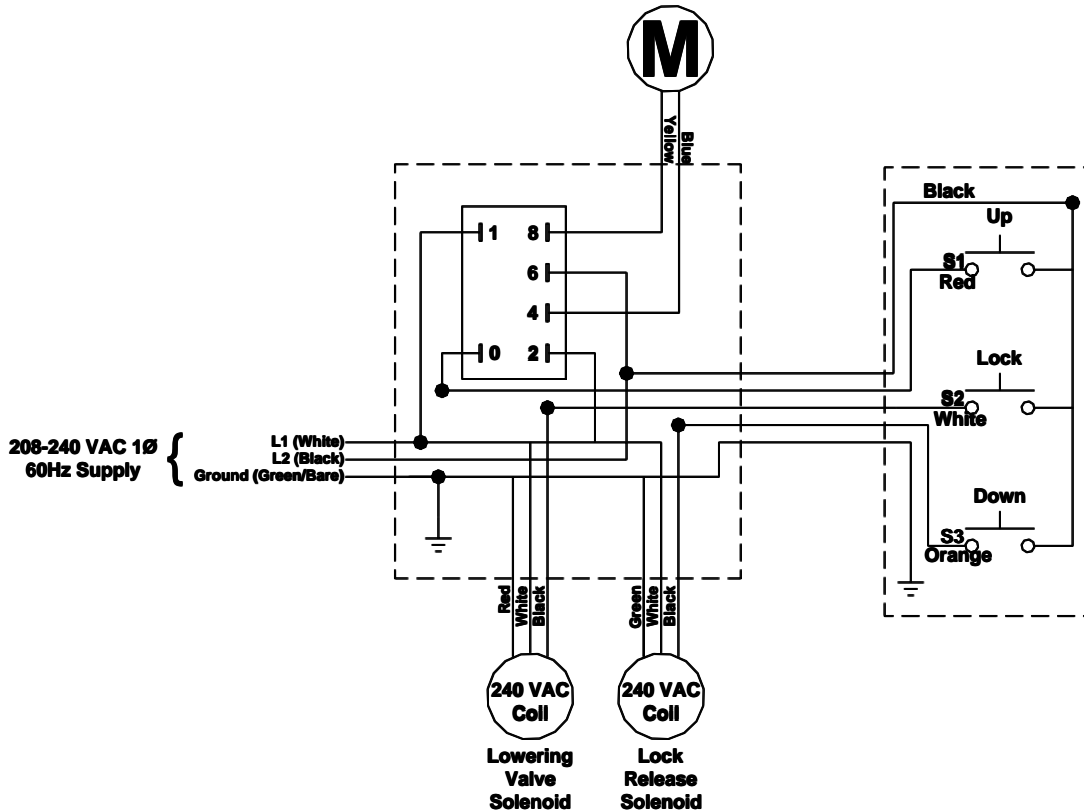 M
Yellow
Blue
1 8
6
4
0 2
Black
Up
S1
Red
Lock
S2
White
Down
S3
Orange
208-240 VAC 1Ø
60Hz Supply
{
L1 (White)
L2 (Black)
Ground (Green/Bare)
Red
White
Black
Green
White
Black
240 VAC
Coil
240 VAC
Coil
Lowering
Valve
Solenoid
Lock
Release
Solenoid